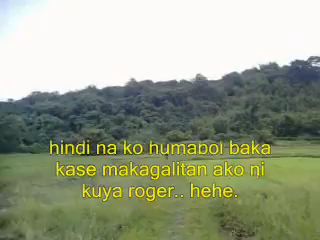 hindi na ko humabol baka
kase makagalitan ako ni
kuya roger.. hehe.